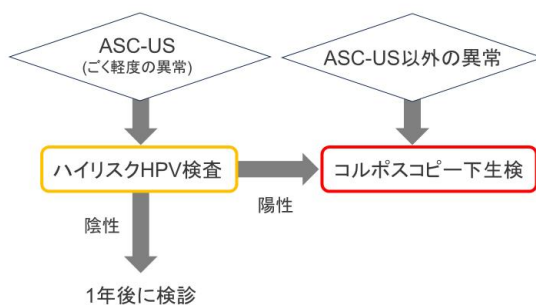 ASC-US
(ごく軽度の異常)
ASC-US以外の異常
ハイリスクHPV検査
コルポスコピー下生検
陽性
陰性
1年後に検診